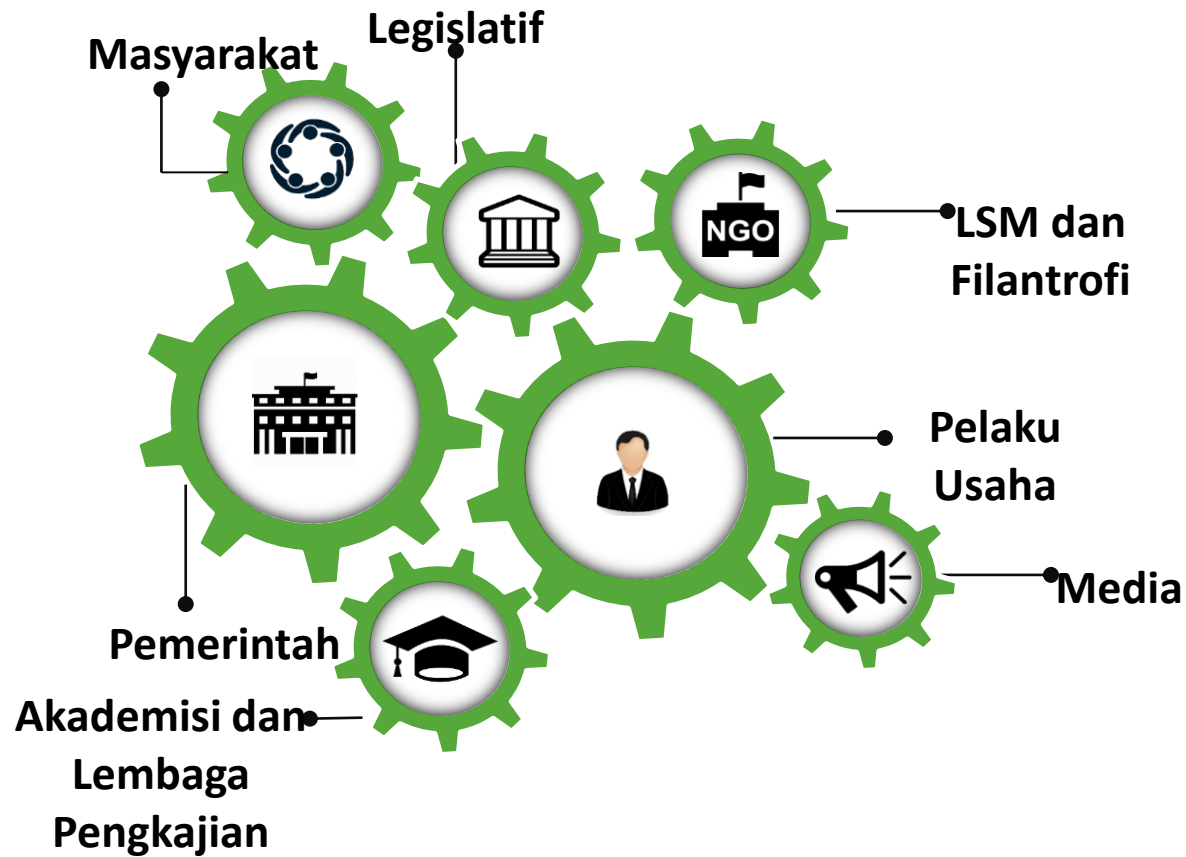 Masyarakat
Legislatif
NGO
LSM dan
Filantrofi
Pelaku
Usaha
Media
Pemerintah
Akademisi dan
Lembaga
Pengkajian